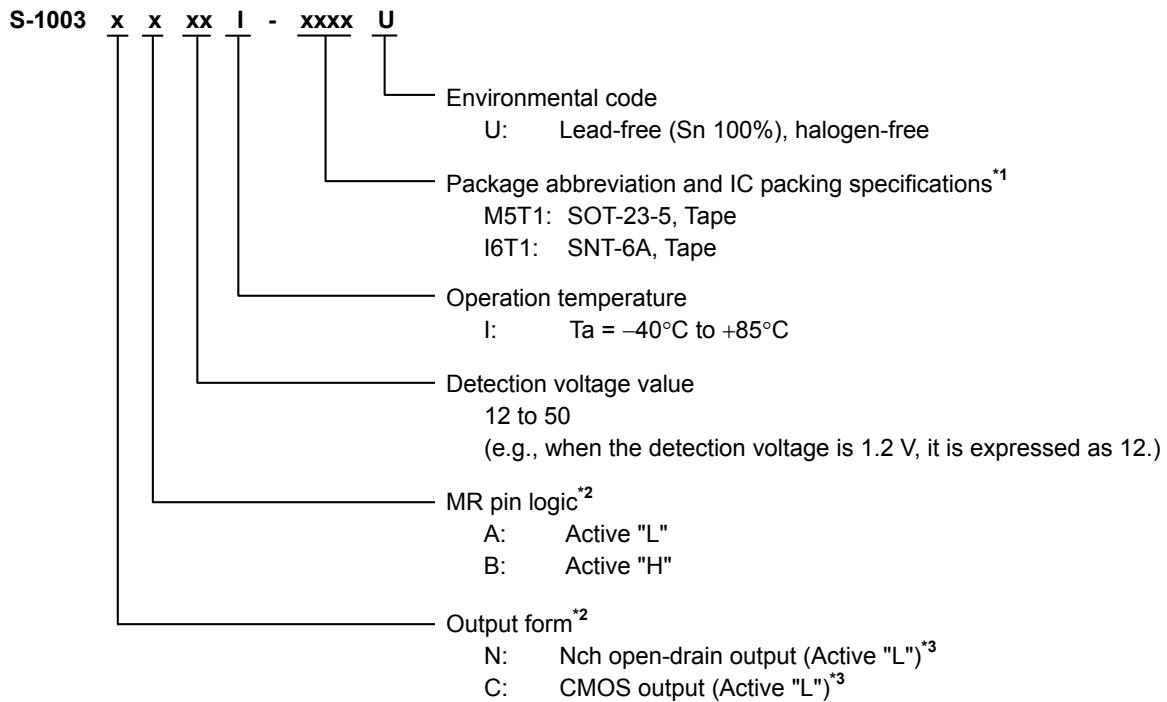 S-1003 x x xx I - xxxx U
Environmental code
U: Lead-free (Sn 100%), halogen-free
Package abbreviation and IC packing specifications*1
M5T1: SOT-23-5, Tape
I6T1: SNT-6A, Tape
Operation temperature
I: Ta = −40°C to +85°C
Detection voltage value
12 to 50
(e.g., when the detection voltage is 1.2 V, it is expressed as 12.)
MR pin logic*2
A: Active "L"
B: Active "H"
Output form*2
N: Nch open-drain output (Active "L")*3
C: CMOS output (Active "L")*3